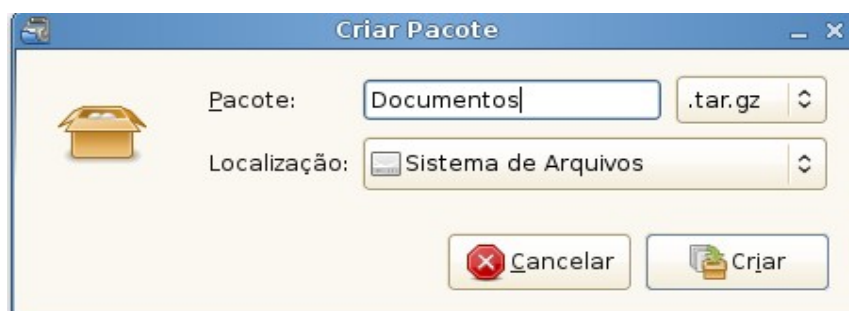 Criar Pacote
Pacote: Documentos .tar.gz
Localização: Sistema de Arquivos
Cancelar Criar